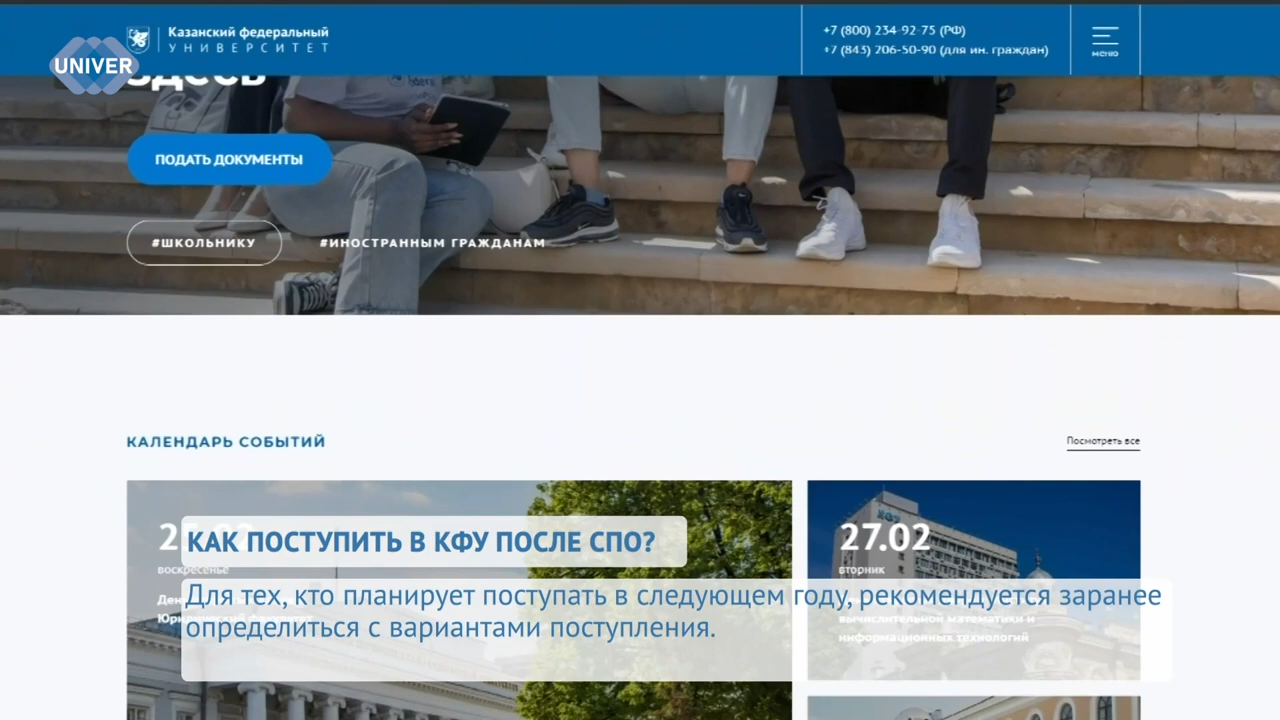 Казанский федеральный
УНИВЕРСИТЕТ
UNIVER
ЗДЕСЬ
+7 (800) 234-92-75 (РФ)
+7 (843) 206-50-90 (для ин. граждан)
меню
ПОДАТЬ ДОКУМЕНТЫ
#ШКОЛЬНИКУ
#ИНОСТРАННЫМ ГРАЖДАНАМ
КАЛЕНДАРЬ СОБЫТИЙ
Посмотреть все
воскресенье
27.02
вторник
вычислительной математики и
информационных технологий
КАК ПОСТУПИТЬ В КФУ ПОСЛЕ СПО?
Для тех, кто планирует поступать в следующем году, рекомендуется заранее
определиться с вариантами поступления.